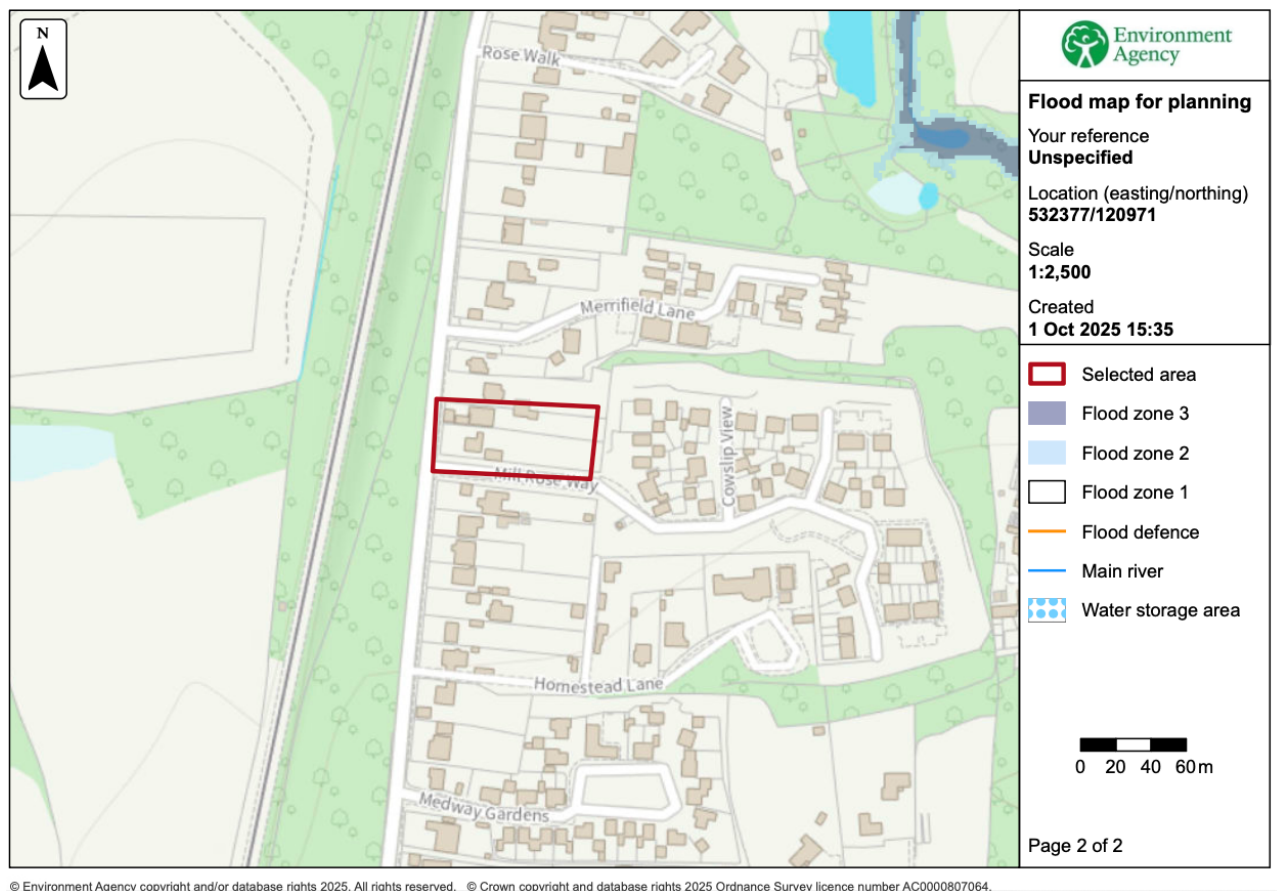 N
Rose Walk
Merrifield Lane
Cowslip View
Mill Rose Way
Homestead Lane
Medway Gardens
Environment
Agency
Flood map for planning
Your reference
Unspecified
Location (easting/northing)
532377/120971
Scale
1:2,500
Created
1 Oct 2025 15:35
Selected area
Flood zone 3
Flood zone 2
Flood zone 1
Flood defence
Main river
Water storage area
0 20 40 60m
Page 2 of 2
© Environment Agency copyright and/or database rights 2025. All rights reserved. © Crown copyright and database rights 2025 Ordnance Survey licence number AC0000807064.